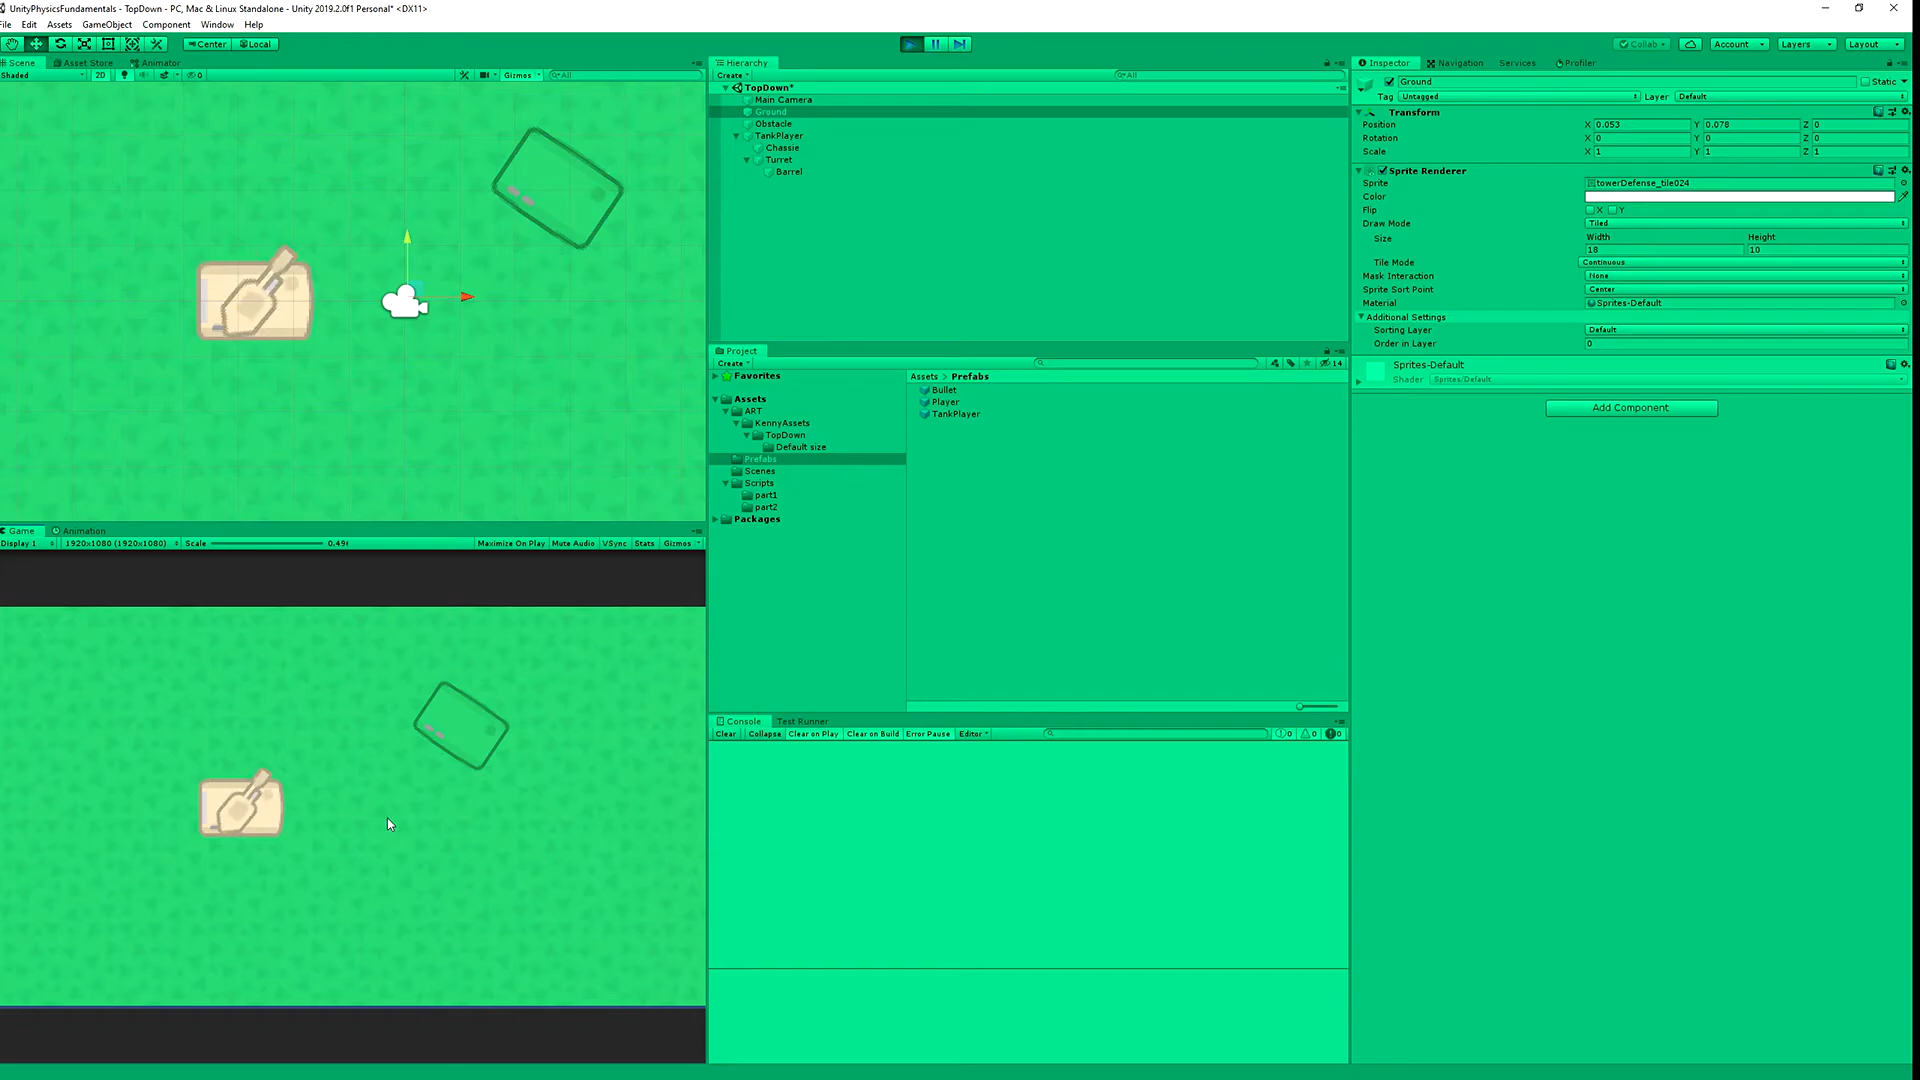 UnityPhysicsFundamentals - TopDown - PC, Mac & Linux Standalone - Unity 2019.2.0f1 Personal* <DX11>
File Edit Assets GameObject Component Window Help
Center Local Collab Account Layers Layout
Scene Asset Store Animator
Shaded 2D 0 Gizmos All
Hierarchy
Create All
TopDown*
Main Camera
Ground
Obstacle
TankPlayer
Chassie
Turret
Barrel
Inspector Navigation Services Profiler
Ground Static
Tag Untagged Layer Default
Transform
Position X 0.053 Y 0.078 Z 0
Rotation X 0 Y 0 Z 0
Scale X 1 Y 1 Z 1
Sprite Renderer
Sprite towerDefense_tile024
Color
Flip X Y
Draw Mode Tiled
Size Width Height
18 10
Tile Mode Continuous
Mask Interaction None
Sprite Sort Point Center
Material Sprites-Default
Additional Settings
Sorting Layer Default
Order in Layer 0
Sprites-Default
Shader Sprites/Default
Add Component
Project
Create 14
Favorites
Assets
ART
KennyAssets
TopDown
Default size
Prefabs
Scenes
Scripts
part1
part2
Packages
Assets > Prefabs
Bullet
Player
TankPlayer
Game Animation
Display 1 1920x1080 (1920x1080) Scale 0.49 Maximize On Play Mute Audio VSync Stats Gizmos
Console Test Runner
Clear Collapse Clear on Play Clear on Build Error Pause Editor 0 0 0